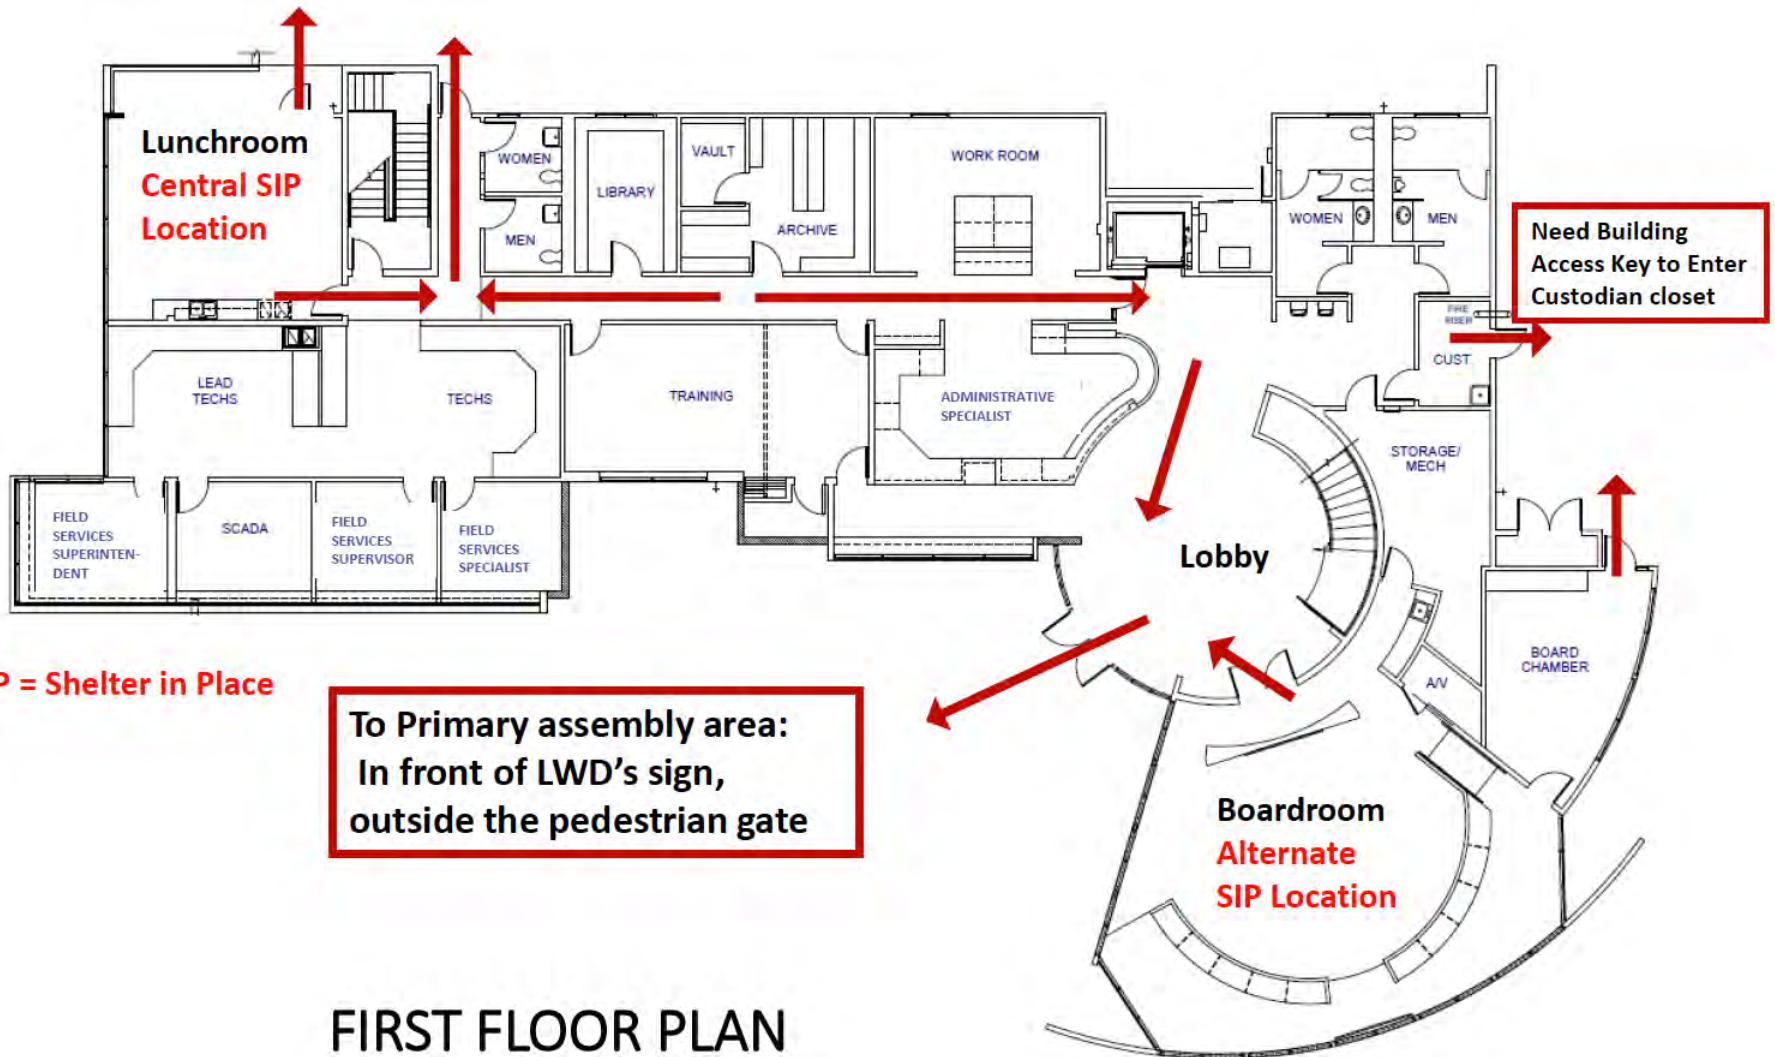 Lunchroom
Central SIP
Location
WOMEN
MEN
LIBRARY
VAULT
ARCHIVE
WORK ROOM
WOMEN
MEN
Need Building
Access Key to Enter
Custodian closet
FIRE
RISER
CUST.
LEAD
TECHS
TECHS
TRAINING
ADMINISTRATIVE
SPECIALIST
STORAGE/
MECH
FIELD
SERVICES
SUPERINTEN-
DENT
SCADA
FIELD
SERVICES
SUPERVISOR
FIELD
SERVICES
SPECIALIST
Lobby
BOARD
CHAMBER
A/V
P = Shelter in Place
To Primary assembly area:
In front of LWD’s sign,
outside the pedestrian gate
Boardroom
Alternate
SIP Location
FIRST FLOOR PLAN